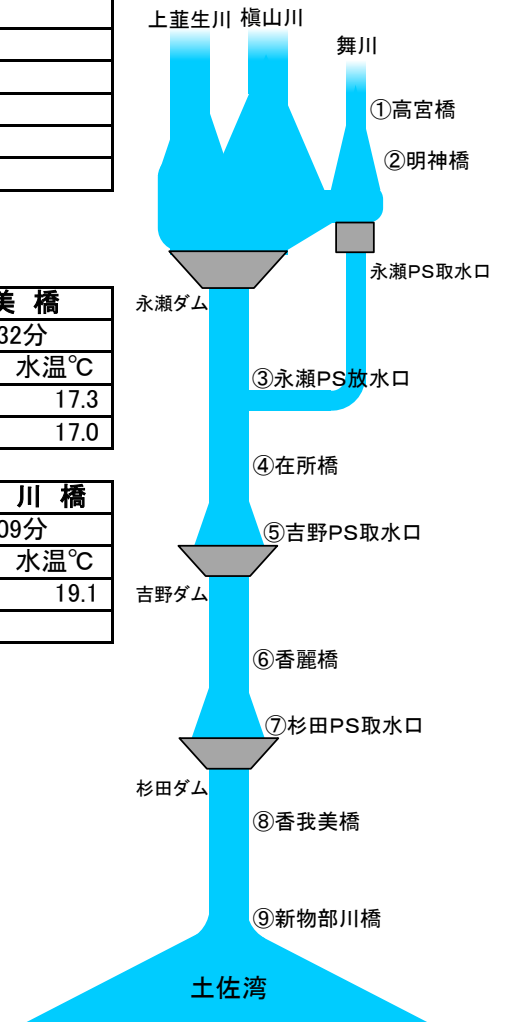 上韮生川 槇山川
舞川
①高宮橋
②明神橋
永瀬PS取水口
永瀬ダム
③永瀬PS放水口
④在所橋
⑤吉野PS取水口
吉野ダム
⑥香麗橋
⑦杉田PS取水口
杉田ダム
⑧香我美橋
⑨新物部川橋
土佐湾
美 橋
32分
水温℃
17.3
17.0
川 橋
09分
水温℃
19.1